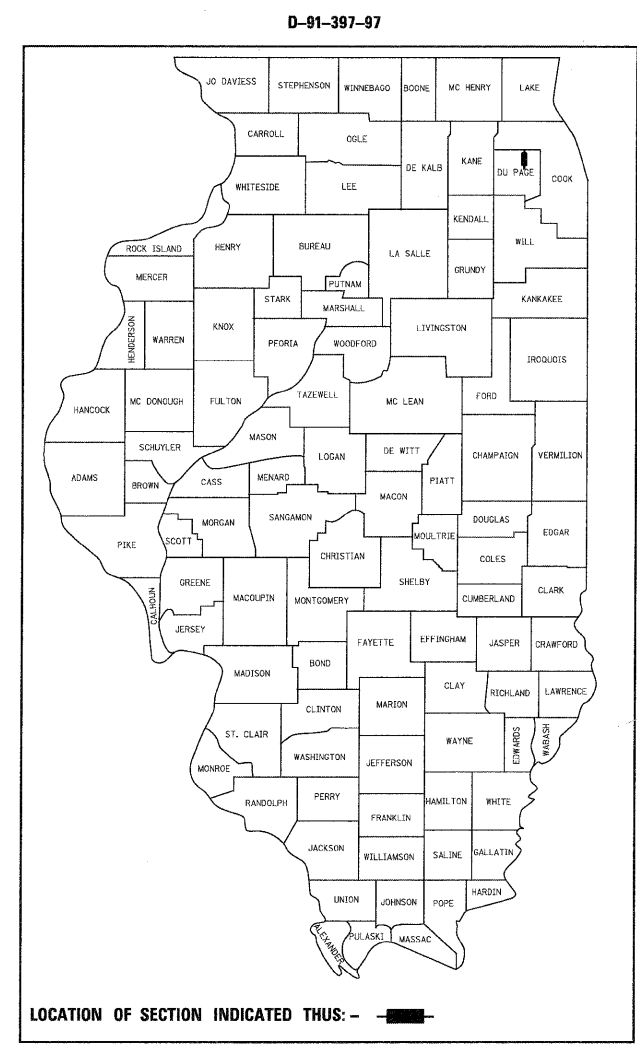 D-91-397-97
JO DAVIESS
STEPHENSON
WINNEBAGO
BOONE
MC HENRY
LAKE
CARROLL
OGLE
DE KALB
KANE
DU PAGE
COOK
WHITESIDE
LEE
KENDALL
WILL
ROCK ISLAND
HENRY
BUREAU
LA SALLE
GRUNDY
MERCER
PUTNAM
STARK
MARSHALL
KANKAKEE
HENDERSON
WARREN
KNOX
PEORIA
WOODFORD
LIVINGSTON
IROQUOIS
HANCOCK
MC DONOUGH
FULTON
TAZEWELL
MC LEAN
FORD
MASON
SCHUYLER
LOGAN
DE WITT
CHAMPAIGN
VERMILION
ADAMS
BROWN
CASS
MENARD
MACON
PIATT
MORGAN
SANGAMON
DOUGLAS
EDGAR
PIKE
SCOTT
CHRISTIAN
MOULTRIE
COLES
GREENE
MACOUPIN
MONTGOMERY
SHELBY
CUMBERLAND
CLARK
CALHOUN
JERSEY
FAYETTE
EFFINGHAM
JASPER
CRAWFORD
MADISON
BOND
CLAY
RICHLAND
LAWRENCE
CLINTON
MARION
ST. CLAIR
WAYNE
EDWARDS
WABASH
MONROE
WASHINGTON
JEFFERSON
RANDOLPH
PERRY
HAMILTON
WHITE
FRANKLIN
JACKSON
WILLIAMSON
SALINE
GALLATIN
UNION
JOHNSON
POPE
HARDIN
ALEXANDER
PULASKI
MASSAC
LOCATION OF SECTION INDICATED THUS: -